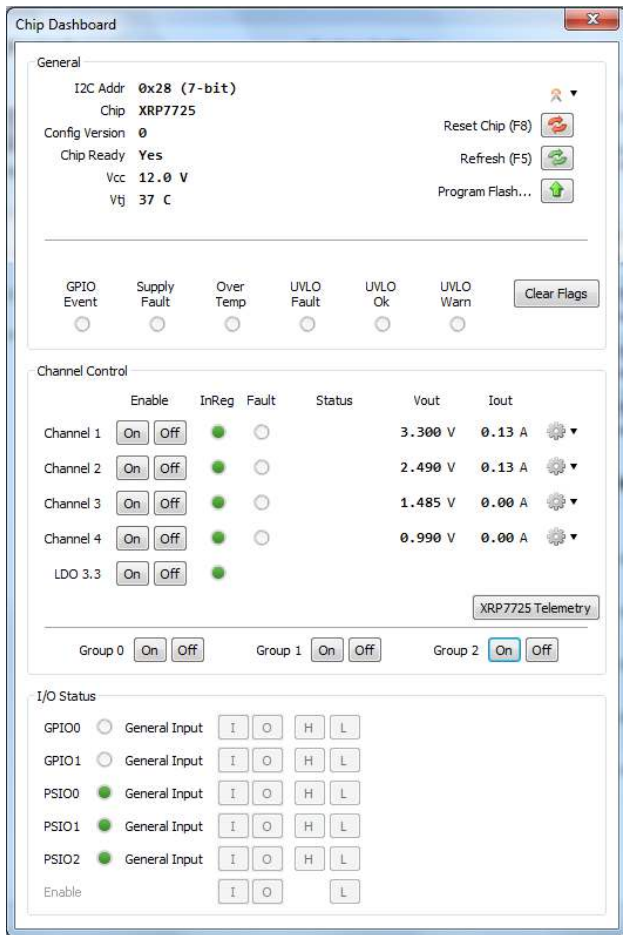 Chip Dashboard
General
I2C Addr 0x28 (7-bit)
Chip XRP7725
Config Version 0
Chip Ready Yes
Vcc 12.0 V
Vtj 37 C
Reset Chip (F8)
Refresh (F5)
Program Flash...
GPIO Event Supply Fault Over Temp UVLO Fault UVLO Ok UVLO Warn Clear Flags
Channel Control
Enable InReg Fault Status Vout Iout
Channel 1 On Off 3.300 V 0.13 A
Channel 2 On Off 2.490 V 0.13 A
Channel 3 On Off 1.485 V 0.00 A
Channel 4 On Off 0.990 V 0.00 A
LDO 3.3 On Off
XRP7725 Telemetry
Group 0 On Off Group 1 On Off Group 2 On Off
I/O Status
GPIO0 General Input I O H L
GPIO1 General Input I O H L
PSIO0 General Input I O H L
PSIO1 General Input I O H L
PSIO2 General Input I O H L
Enable I O L